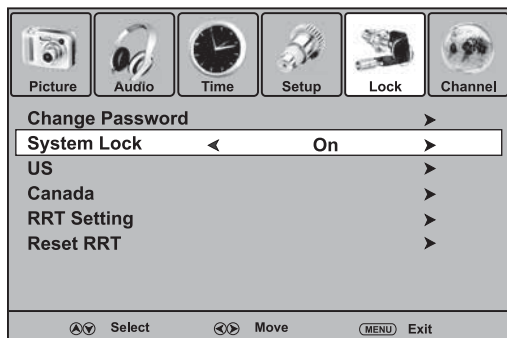 Picture Audio Time Setup Lock Channel
Change Password
System Lock On
US
Canada
RRT Setting
Reset RRT
Select Move MENU Exit